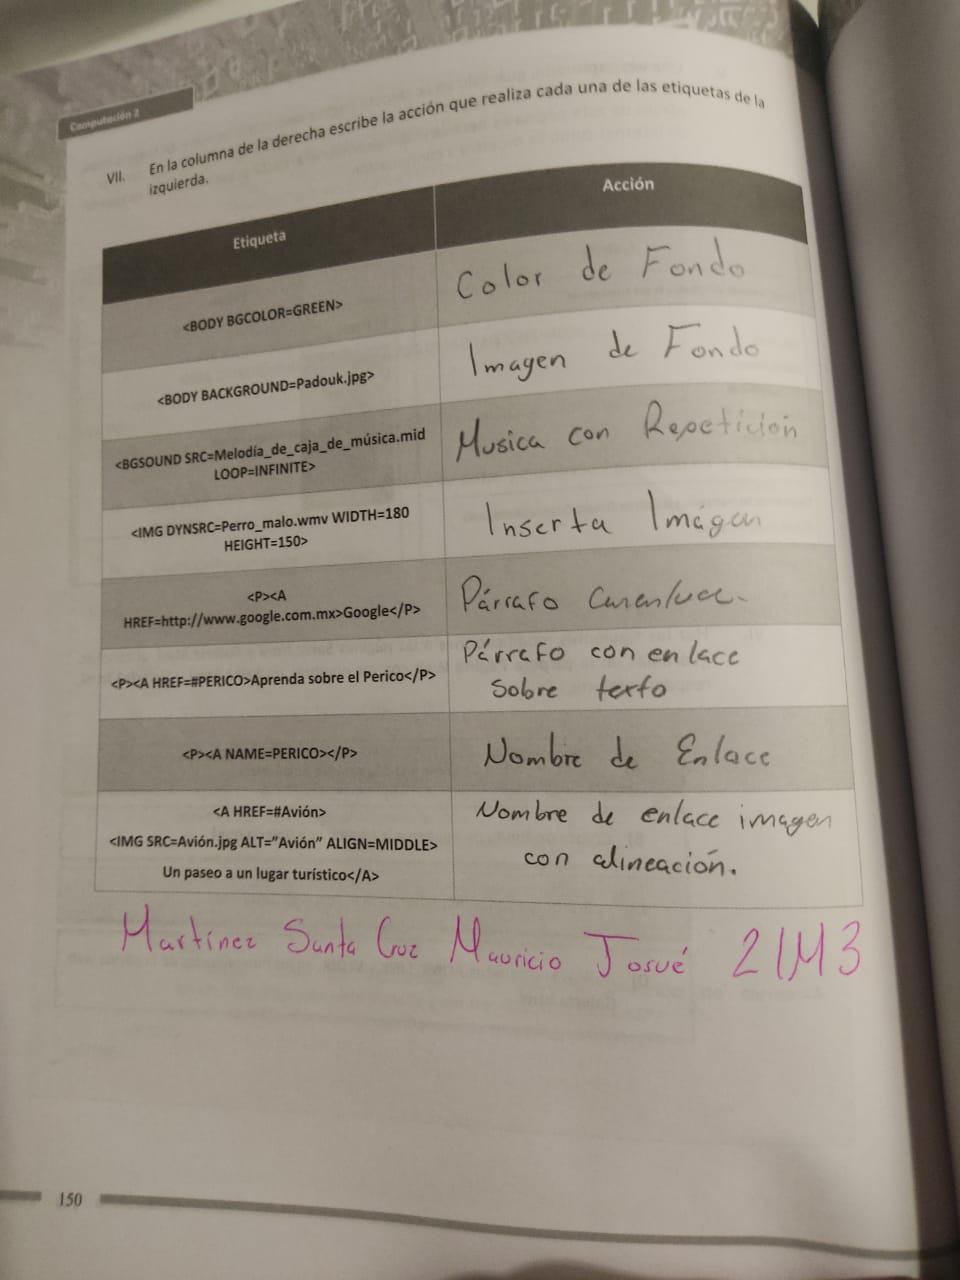 Computación 2
VII. En la columna de la derecha escribe la acción que realiza cada una de las etiquetas de la
izquierda.
Etiqueta
Acción
<BODY BGCOLOR=GREEN>
Color de Fondo
<BODY BACKGROUND=Padouk.jpg>
Imagen de Fondo
<BGSOUND SRC=Melodía_de_caja_de_música.mid
LOOP=INFINITE>
Musica con Repetición
<IMG DYNSRC=Perro_malo.wmv WIDTH=180
HEIGHT=150>
Inserta Imágen
<P><A
HREF=http://www.google.com.mx>Google</P>
Párrafo
<P><A HREF=#PERICO>Aprenda sobre el Perico</P>
Párrafo con enlace
sobre texto
<P><A NAME=PERICO></P>
Nombre de Enlace
<A HREF=#Avión>
<IMG SRC=Avión.jpg ALT="Avión" ALIGN=MIDDLE>
Un paseo a un lugar turístico</A>
Nombre de enlace imagen
con alineación.
Martínez Santa Cruz Mauricio Josué 21M3
150